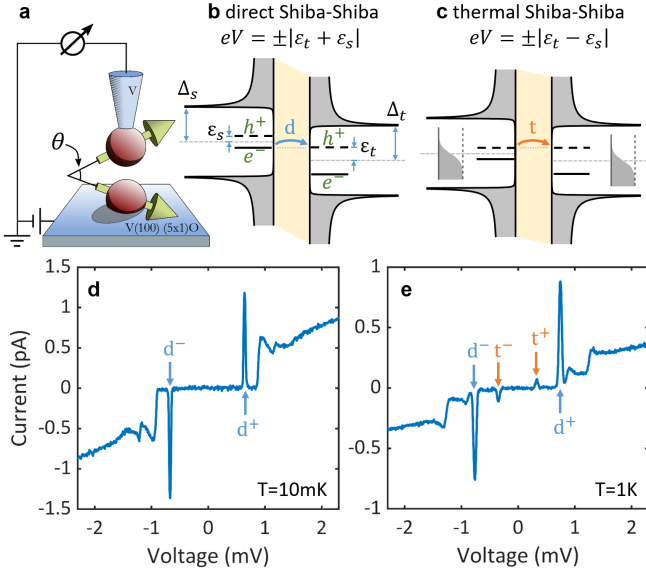 a
V
θ
V(100) (5x1)O
b direct Shiba-Shiba
eV = ±|εt + εs|
Δs
εs
h⁺
e⁻
d
Δt
h⁺
εt
e⁻
c thermal Shiba-Shiba
eV = ±|εt − εs|
t
d
Current (pA)
1.5
1
0.5
0
-0.5
-1
-1.5
d⁻
d⁺
T=10mK
-2
-1
0
1
2
Voltage (mV)
e
1
0.5
0
-0.5
-1
d⁻
t⁻
t⁺
d⁺
T=1K
-2
-1
0
1
2
Voltage (mV)